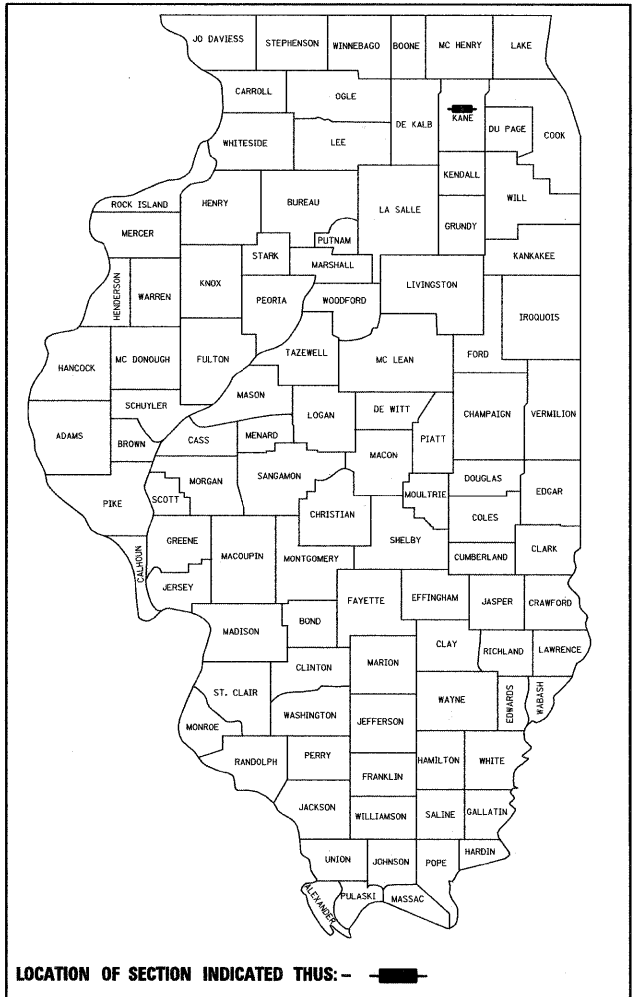 JO DAVIESS
STEPHENSON
WINNEBAGO
BOONE
MC HENRY
LAKE
CARROLL
OGLE
DE KALB
KANE
DU PAGE
COOK
WHITESIDE
LEE
KENDALL
WILL
ROCK ISLAND
HENRY
BUREAU
LA SALLE
GRUNDY
MERCER
PUTNAM
STARK
MARSHALL
KANKAKEE
HENDERSON
WARREN
KNOX
PEORIA
WOODFORD
LIVINGSTON
IROQUOIS
HANCOCK
MC DONOUGH
FULTON
TAZEWELL
MC LEAN
FORD
SCHUYLER
MASON
LOGAN
DE WITT
CHAMPAIGN
VERMILION
ADAMS
BROWN
CASS
MENARD
PIATT
MACON
MORGAN
SANGAMON
DOUGLAS
PIKE
SCOTT
CHRISTIAN
MOULTRIE
EDGAR
COLES
GREENE
MACOUPIN
MONTGOMERY
SHELBY
CUMBERLAND
CLARK
CALHOUN
JERSEY
FAYETTE
EFFINGHAM
JASPER
CRAWFORD
MADISON
BOND
CLAY
RICHLAND
LAWRENCE
CLINTON
MARION
ST. CLAIR
WAYNE
EDWARDS
WABASH
WASHINGTON
JEFFERSON
MONROE
RANDOLPH
PERRY
HAMILTON
WHITE
FRANKLIN
JACKSON
WILLIAMSON
SALINE
GALLATIN
UNION
JOHNSON
POPE
HARDIN
ALEXANDER
PULASKI
MASSAC
LOCATION OF SECTION INDICATED THUS: -